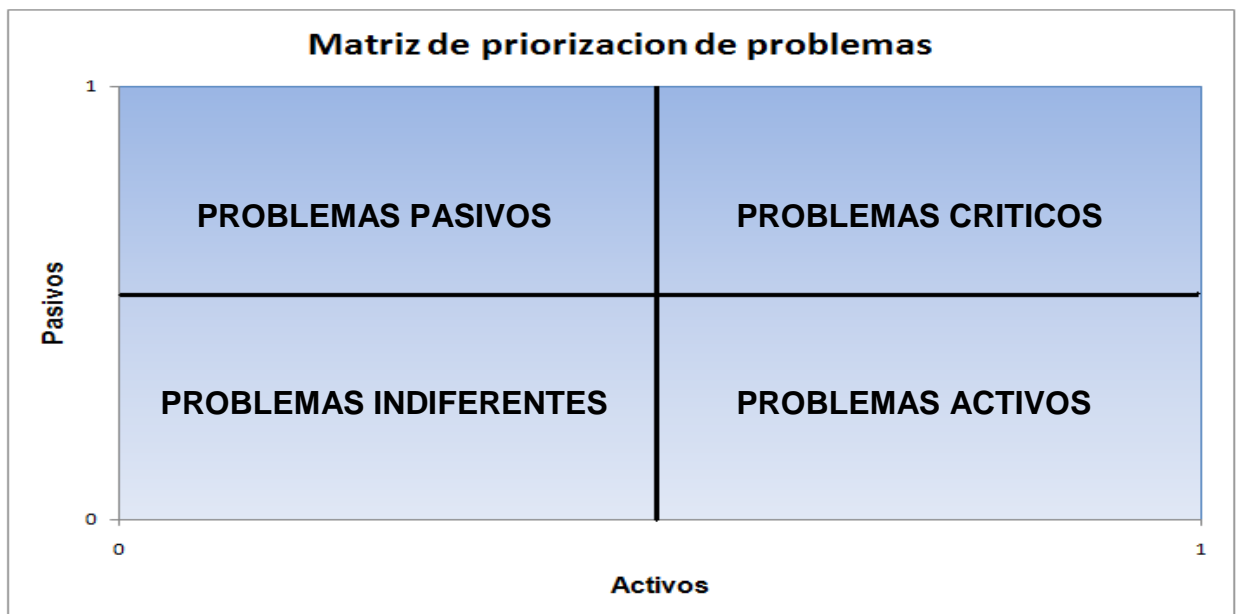 Matriz de priorizacion de problemas
1
PROBLEMAS PASIVOS
PROBLEMAS CRITICOS
Pasivos
PROBLEMAS INDIFERENTES
PROBLEMAS ACTIVOS
0
0
1
Activos